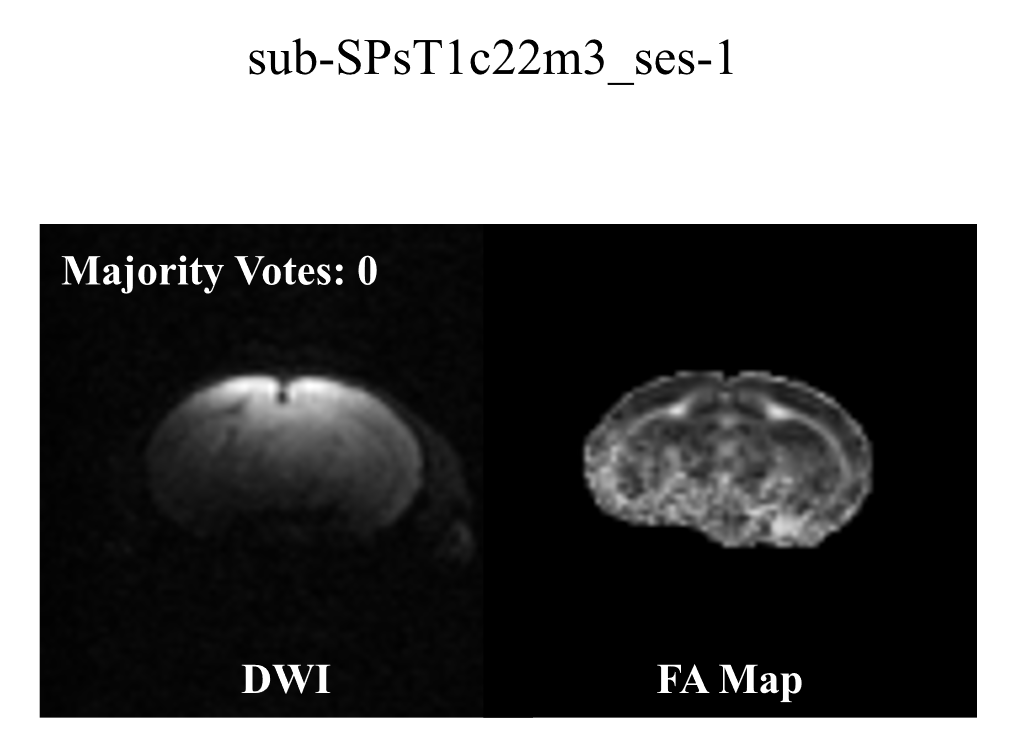 sub-SPsT1c22m3_ses-1
Majority Votes: 0
DWI
FA Map